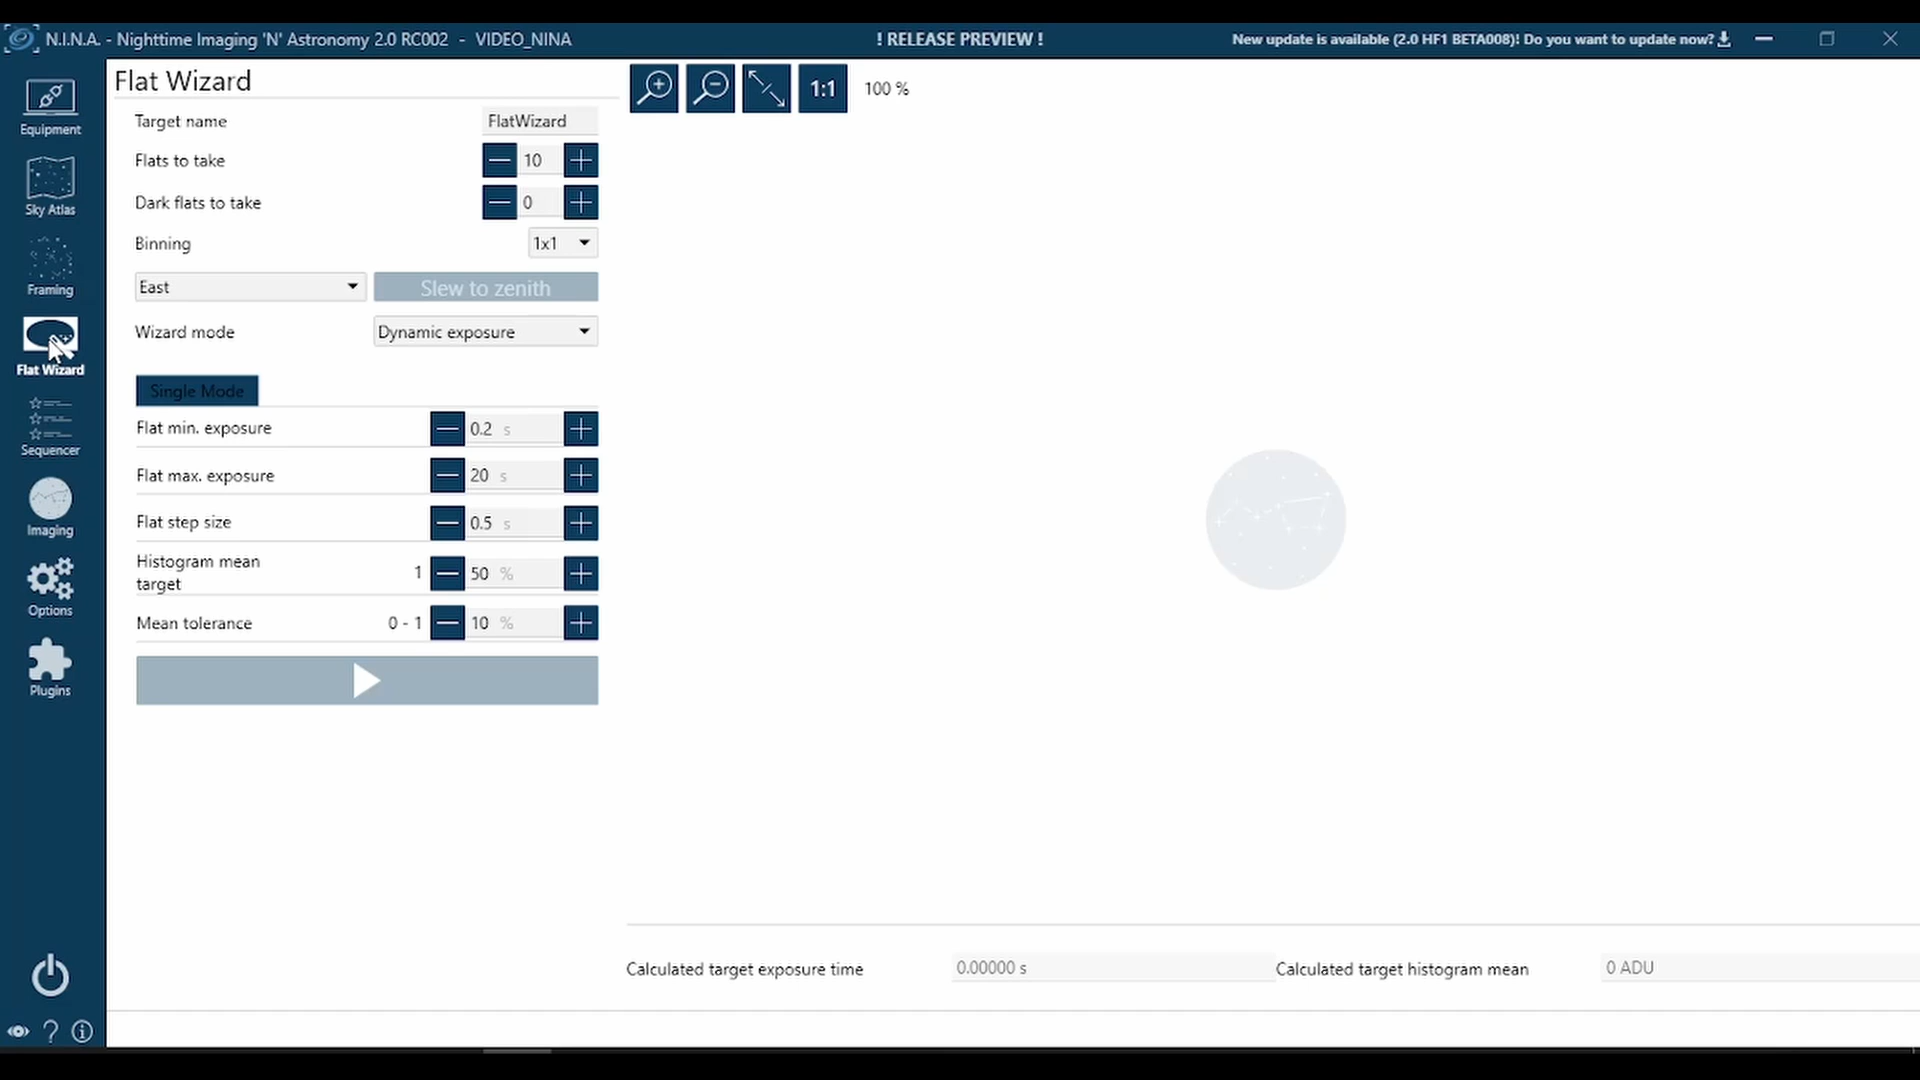 N.I.N.A. - Nighttime Imaging 'N' Astronomy 2.0 RC002 - VIDEO_NINA
! RELEASE PREVIEW !
New update is available (2.0 HF1 BETA008)! Do you want to update now?
Equipment
Sky Atlas
Framing
Flat Wizard
Sequencer
Imaging
Options
Plugins
Flat Wizard
Target name FlatWizard
Flats to take 10
Dark flats to take 0
Binning 1x1
East Slew to zenith
Wizard mode Dynamic exposure
Single Mode
Flat min. exposure 0.2 s
Flat max. exposure 20 s
Flat step size 0.5 s
Histogram mean
target 1 50 %
Mean tolerance 0 - 1 10 %
1:1 100 %
Calculated target exposure time 0.00000 s Calculated target histogram mean 0 ADU